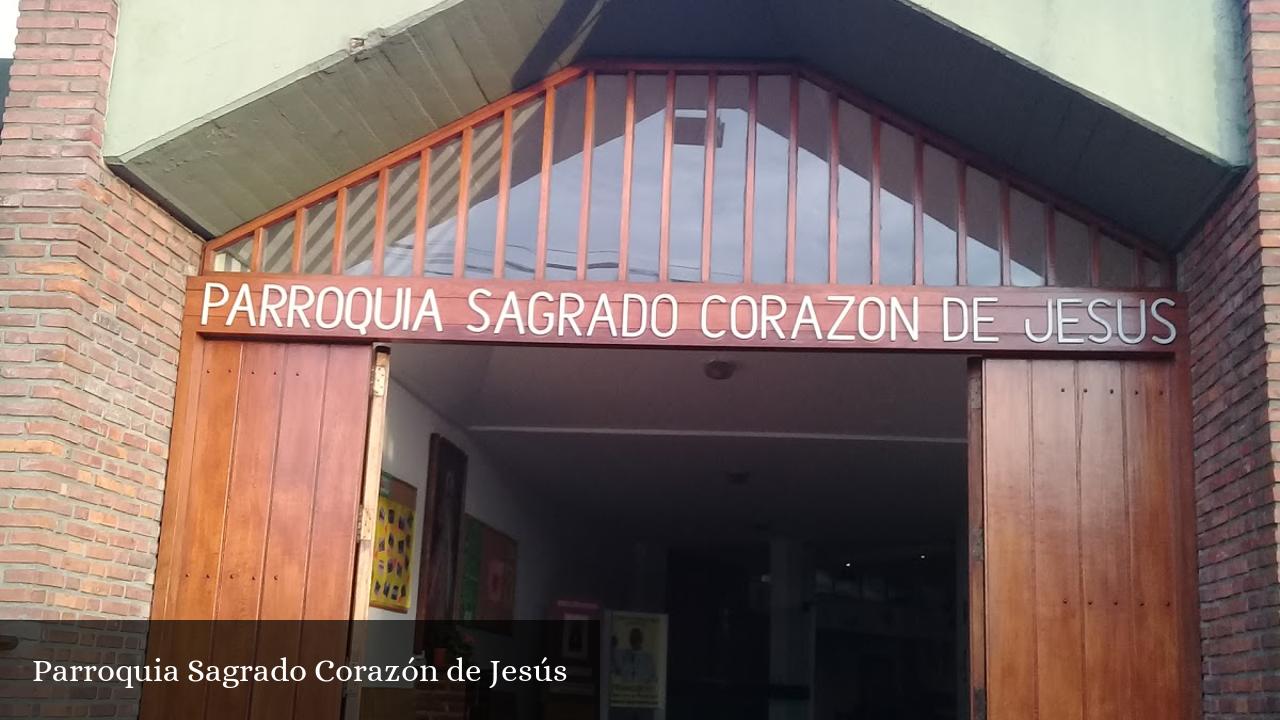 PARROQUIA SAGRADO CORAZON DE JESUS
Parroquia Sagrado Corazón de Jesús